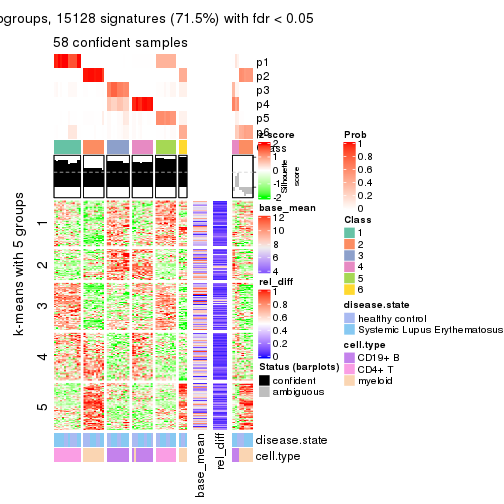 ogroups, 15128 signatures (71.5%) with fdr < 0.05
58 confident samples
p1
p2
p3
p4
p5
p6
Class
Silhouette
score
k-means with 5 groups
1
2
3
4
5
base_mean
rel_diff
disease.state
cell.type
z-score
2
1
0
-1
-2
base_mean
12
10
8
6
4
rel_diff
1
0.8
0.6
0.4
0.2
0
Status (barplots)
confident
ambiguous
Prob
1
0.8
0.6
0.4
0.2
0
Class
1
2
3
4
5
6
disease.state
healthy control
Systemic Lupus Erythematosus
cell.type
CD19+ B
CD4+ T
myeloid